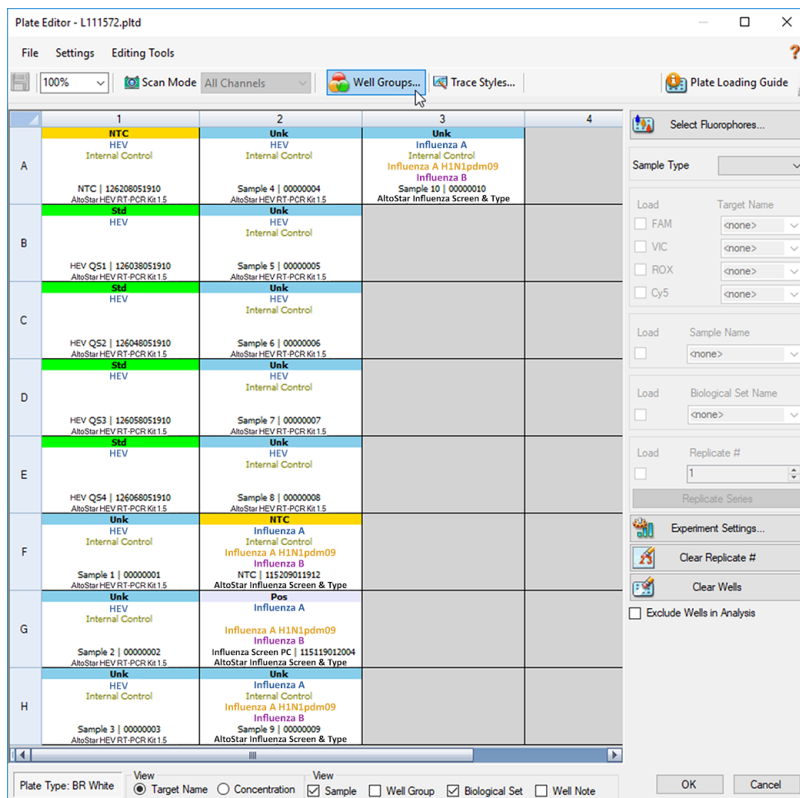 Plate Editor - L111572.pltd
File Settings Editing Tools ?
100% Scan Mode All Channels Well Groups... Trace Styles... Plate Loading Guide
1 2 3 4
A
NTC
HEV
Internal Control
NTC | 126208051910
AltoStar HEV RT-PCR Kit 1.5
Unk
HEV
Internal Control
Sample 4 | 00000004
AltoStar HEV RT-PCR Kit 1.5
Unk
Influenza A
Internal Control
Influenza A H1N1pdm09
Influenza B
Sample 10 | 00000010
AltoStar Influenza Screen & Type
B
Std
HEV
HEV QS1 | 126038051910
AltoStar HEV RT-PCR Kit 1.5
Unk
HEV
Internal Control
Sample 5 | 00000005
AltoStar HEV RT-PCR Kit 1.5
C
Std
HEV
HEV QS2 | 126048051910
AltoStar HEV RT-PCR Kit 1.5
Unk
HEV
Internal Control
Sample 6 | 00000006
AltoStar HEV RT-PCR Kit 1.5
D
Std
HEV
HEV QS3 | 126058051910
AltoStar HEV RT-PCR Kit 1.5
Unk
HEV
Internal Control
Sample 7 | 00000007
AltoStar HEV RT-PCR Kit 1.5
E
Std
HEV
HEV QS4 | 126068051910
AltoStar HEV RT-PCR Kit 1.5
Unk
HEV
Internal Control
Sample 8 | 00000008
AltoStar HEV RT-PCR Kit 1.5
F
Unk
HEV
Internal Control
Sample 1 | 00000001
AltoStar HEV RT-PCR Kit 1.5
NTC
Influenza A
Internal Control
Influenza A H1N1pdm09
Influenza B
NTC | 115209011912
AltoStar Influenza Screen & Type
G
Unk
HEV
Internal Control
Sample 2 | 00000002
AltoStar HEV RT-PCR Kit 1.5
Pos
Influenza A
Influenza A H1N1pdm09
Influenza B
Influenza Screen PC | 115119012004
AltoStar Influenza Screen & Type
H
Unk
HEV
Internal Control
Sample 3 | 00000003
AltoStar HEV RT-PCR Kit 1.5
Unk
Influenza A
Internal Control
Influenza A H1N1pdm09
Influenza B
Sample 9 | 00000009
AltoStar Influenza Screen & Type
Select Fluorophores...
Sample Type
Load Target Name
FAM <none>
VIC <none>
ROX <none>
Cy5 <none>
Load Sample Name
<none>
Load Biological Set Name
<none>
Load Replicate #
1
Replicate Series
Experiment Settings...
Clear Replicate #
Clear Wells
Exclude Wells in Analysis
Plate Type: BR White
View
Target Name Concentration
View
Sample Well Group Biological Set Well Note
OK Cancel